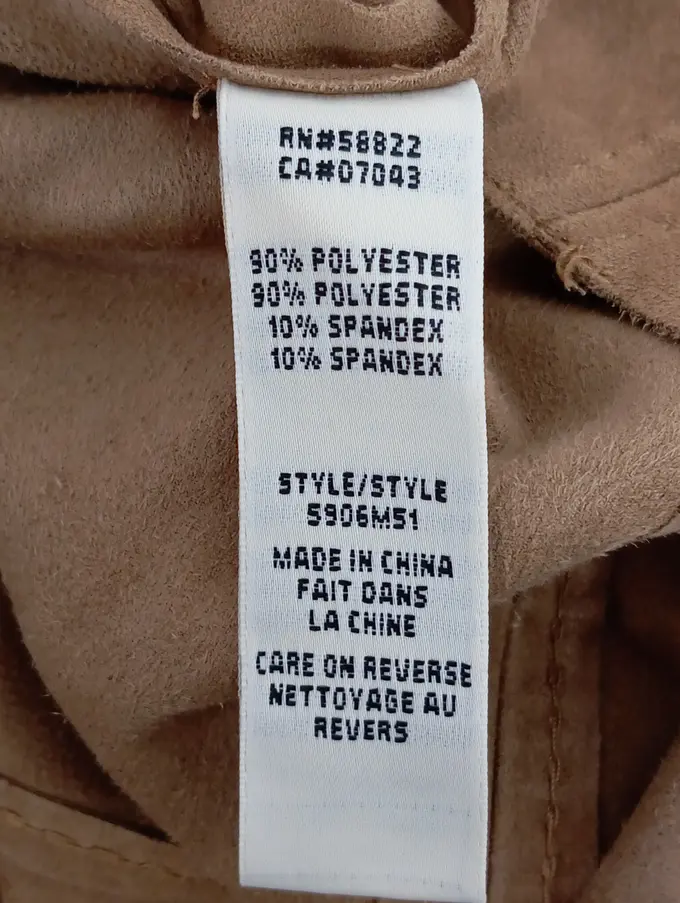 RN#58822
CA#07043
90% POLYESTER
90% POLYESTER
10% SPANDEX
10% SPANDEX
STYLE/STYLE
5906M51
MADE IN CHINA
FAIT DANS
LA CHINE
CARE ON REVERSE
NETTOYAGE AU
REVERS